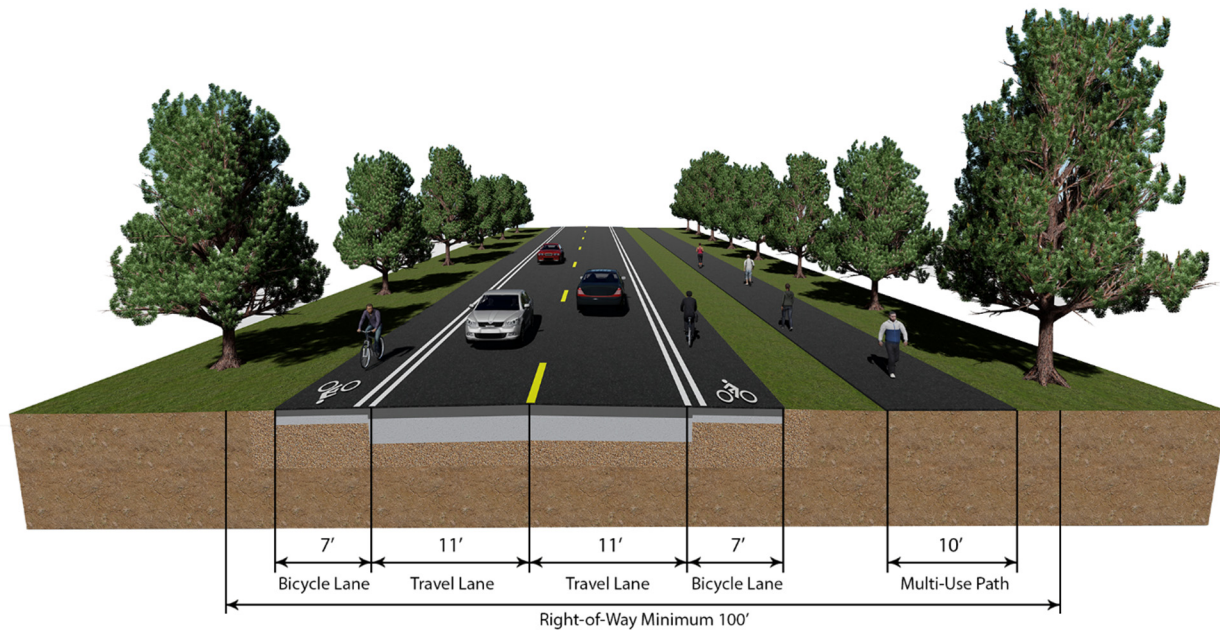 7’ 11’ 11’ 7’ 10’
Bicycle Lane Travel Lane Travel Lane Bicycle Lane Multi-Use Path
Right-of-Way Minimum 100’